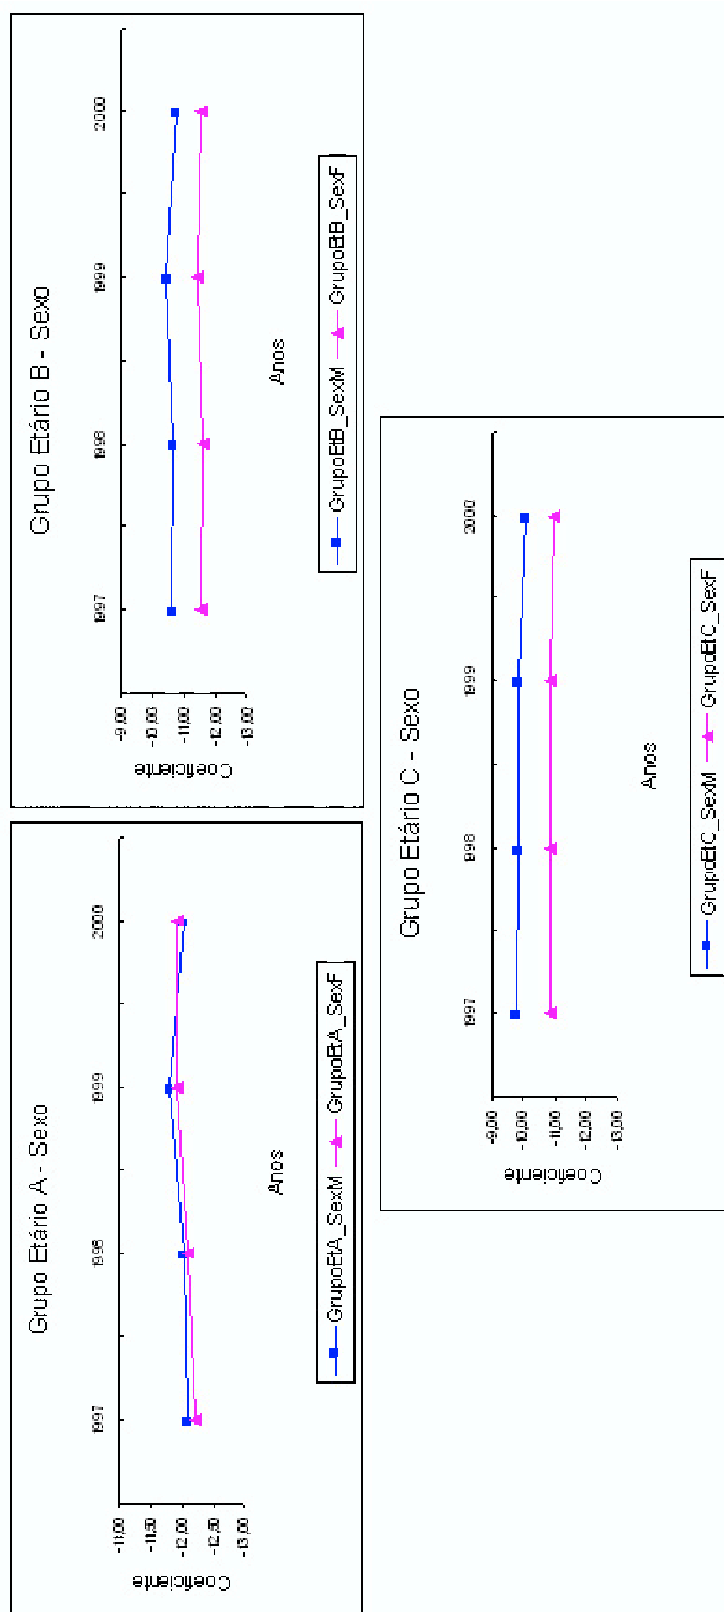 Grupo Etário A - Sexo
1997 1998 1999 2000
-11,00
-11,50
-12,00
-12,50
-13,00
Coeficiente
Anos
GrupoEtA_SexM GrupoEtA_SexF
Grupo Etário B - Sexo
1997 1998 1999 2000
-9,00
-10,00
-11,00
-12,00
-13,00
Coeficiente
Anos
GrupoEtB_SexM GrupoEtB_SexF
Grupo Etário C - Sexo
1997 1998 1999 2000
-9,00
-10,00
-11,00
-12,00
-13,00
Coeficiente
Anos
GrupoEtC_SexM GrupoEtC_SexF